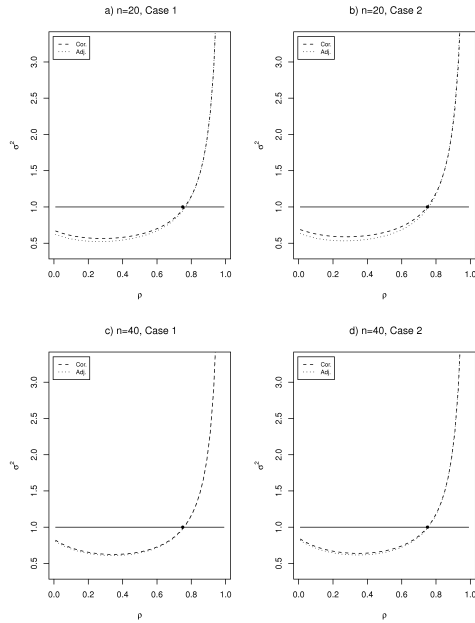 a) n=20, Case 1
Cor.
Adj.
σ²
0.5 1.0 1.5 2.0 2.5 3.0
0.0 0.2 0.4 0.6 0.8 1.0
ρ
b) n=20, Case 2
Cor.
Adj.
σ²
0.5 1.0 1.5 2.0 2.5 3.0
0.0 0.2 0.4 0.6 0.8 1.0
ρ
c) n=40, Case 1
Cor.
Adj.
σ²
0.5 1.0 1.5 2.0 2.5 3.0
0.0 0.2 0.4 0.6 0.8 1.0
ρ
d) n=40, Case 2
Cor.
Adj.
σ²
0.5 1.0 1.5 2.0 2.5 3.0
0.0 0.2 0.4 0.6 0.8 1.0
ρ